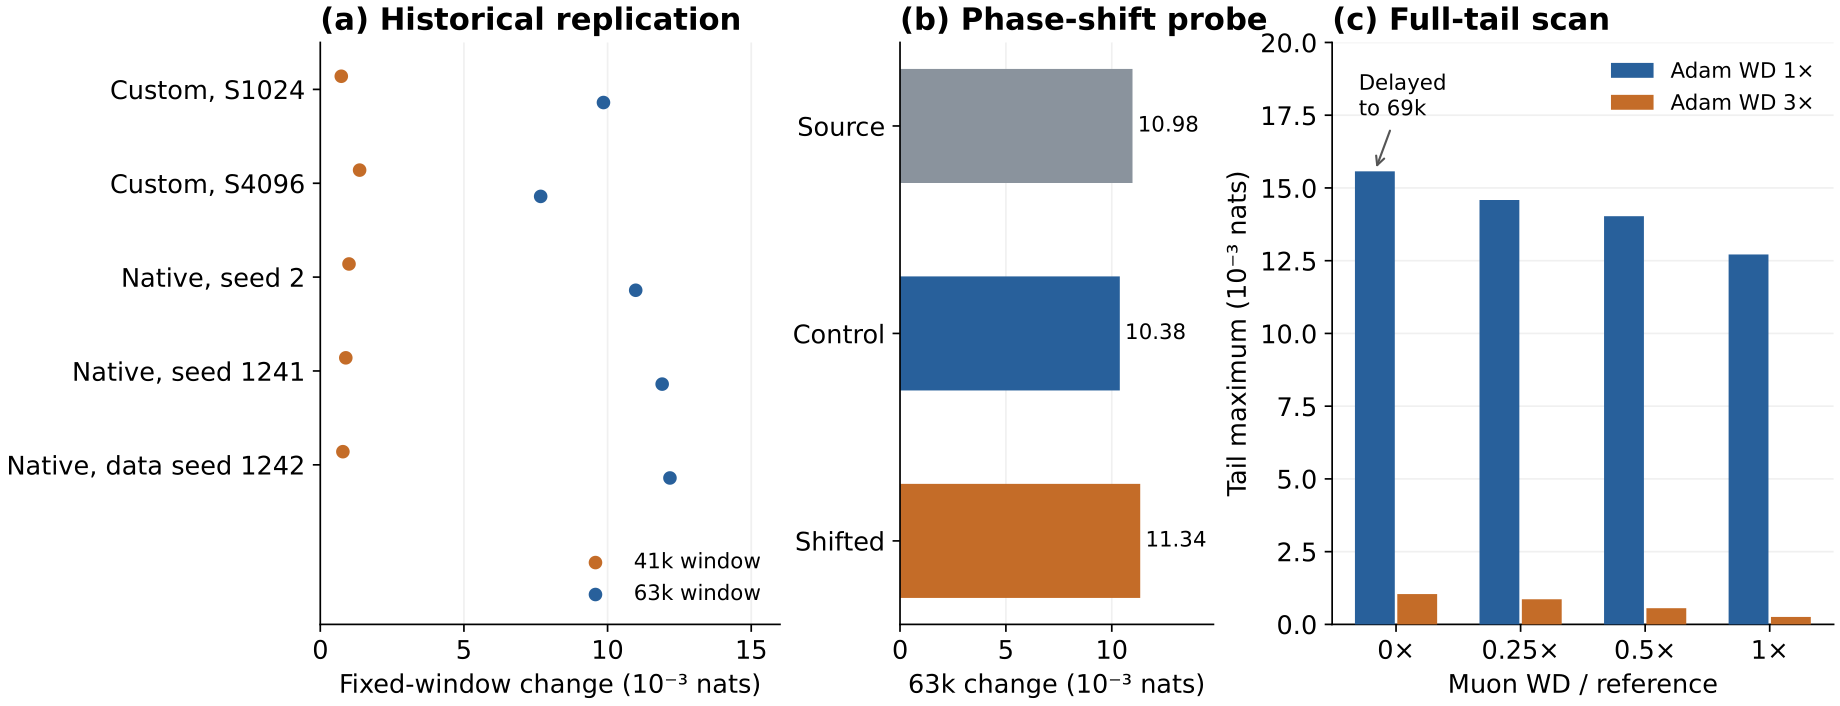 (a) Historical replication
Custom, S1024
Custom, S4096
Native, seed 2
Native, seed 1241
Native, data seed 1242
41k window
63k window
0 5 10 15
Fixed-window change (10⁻³ nats)
(b) Phase-shift probe
Source
10.98
Control
10.38
Shifted
11.34
0 5 10
63k change (10⁻³ nats)
(c) Full-tail scan
Tail maximum (10⁻³ nats)
20.0
17.5
15.0
12.5
10.0
7.5
5.0
2.5
0.0
Delayed
to 69k
Adam WD 1×
Adam WD 3×
0× 0.25× 0.5× 1×
Muon WD / reference